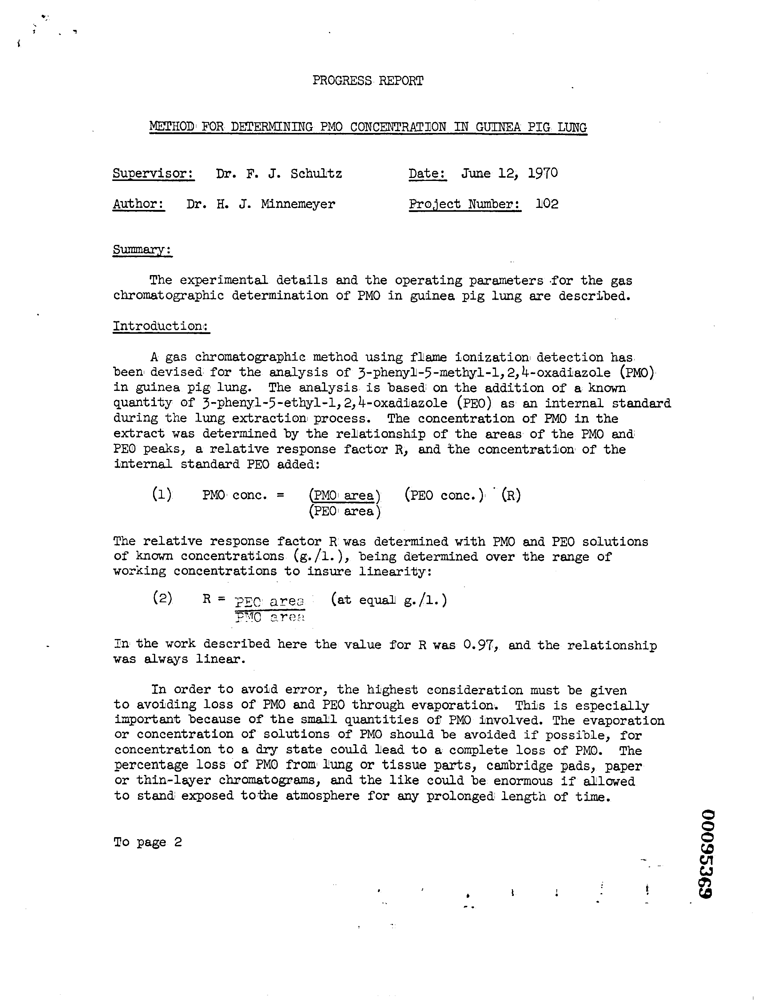 PROGRESS REPORT
METHOD FOR DETERMINING PMO CONCENTRATION IN GUINEA PIG LUNG
Supervisor: Dr. F. J. Schultz Date: June 12, 1970
Author: Dr. H. J. Minnemeyer Project Number: 102
Summary:
The experimental details and the operating parameters for the gas
chromatographic determination of PMO in guinea pig lung are described.
Introduction:
A gas chromatographic method using flame ionization detection has
been devised for the analysis of 3-phenyl-5-methyl-1,2,4-oxadiazole (PMO)
in guinea pig lung. The analysis is based on the addition of a known
quantity of 3-phenyl-5-ethyl-1,2,4-oxadiazole (PEO) as an internal standard
during the lung extraction process. The concentration of PMO in the
extract was determined by the relationship of the areas of the PMO and
PEO peaks, a relative response factor R, and the concentration of the
internal standard PEO added:
(1) PMO conc. = (PMO area) (PEO conc.) (R)
(PEO area)
The relative response factor R was determined with PMO and PEO solutions
of known concentrations (g./l.), being determined over the range of
working concentrations to insure linearity:
(2) R = PEO area (at equal g./l.)
PMO area
In the work described here the value for R was 0.97, and the relationship
was always linear.
In order to avoid error, the highest consideration must be given
to avoiding loss of PMO and PEO through evaporation. This is especially
important because of the small quantities of PMO involved. The evaporation
or concentration of solutions of PMO should be avoided if possible, for
concentration to a dry state could lead to a complete loss of PMO. The
percentage loss of PMO from lung or tissue parts, cambridge pads, paper
or thin-layer chromatograms, and the like could be enormous if allowed
to stand exposed tothe atmosphere for any prolonged length of time.
To page 2
00095369